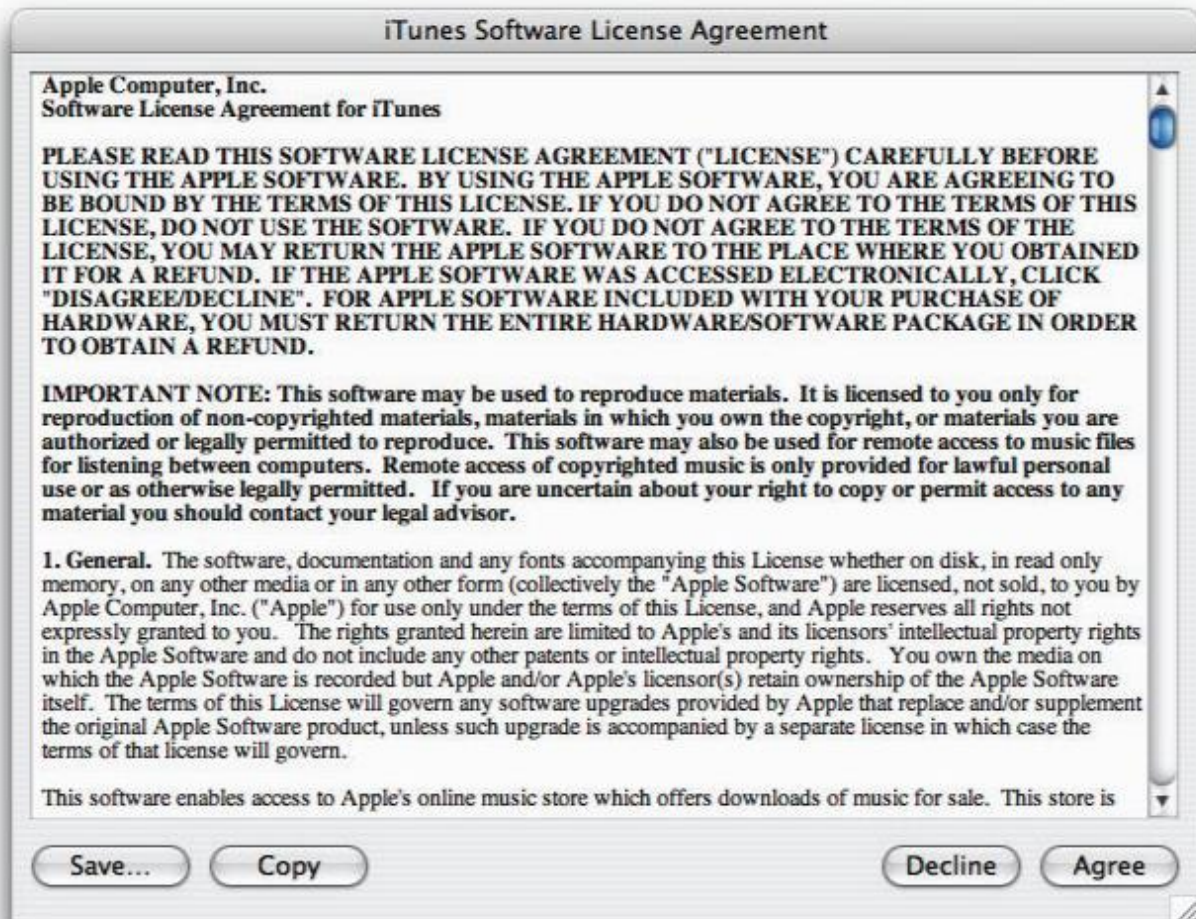 iTunes Software License Agreement
Apple Computer, Inc.
Software License Agreement for iTunes
PLEASE READ THIS SOFTWARE LICENSE AGREEMENT ("LICENSE") CAREFULLY BEFORE
USING THE APPLE SOFTWARE.  BY USING THE APPLE SOFTWARE, YOU ARE AGREEING TO
BE BOUND BY THE TERMS OF THIS LICENSE. IF YOU DO NOT AGREE TO THE TERMS OF THIS
LICENSE, DO NOT USE THE SOFTWARE.  IF YOU DO NOT AGREE TO THE TERMS OF THE
LICENSE, YOU MAY RETURN THE APPLE SOFTWARE TO THE PLACE WHERE YOU OBTAINED
IT FOR A REFUND.  IF THE APPLE SOFTWARE WAS ACCESSED ELECTRONICALLY, CLICK
"DISAGREE/DECLINE".  FOR APPLE SOFTWARE INCLUDED WITH YOUR PURCHASE OF
HARDWARE, YOU MUST RETURN THE ENTIRE HARDWARE/SOFTWARE PACKAGE IN ORDER
TO OBTAIN A REFUND.
IMPORTANT NOTE: This software may be used to reproduce materials.  It is licensed to you only for
reproduction of non-copyrighted materials, materials in which you own the copyright, or materials you are
authorized or legally permitted to reproduce.  This software may also be used for remote access to music files
for listening between computers.  Remote access of copyrighted music is only provided for lawful personal
use or as otherwise legally permitted.   If you are uncertain about your right to copy or permit access to any
material you should contact your legal advisor.
1. General.  The software, documentation and any fonts accompanying this License whether on disk, in read only
memory, on any other media or in any other form (collectively the "Apple Software") are licensed, not sold, to you by
Apple Computer, Inc. ("Apple") for use only under the terms of this License, and Apple reserves all rights not
expressly granted to you.   The rights granted herein are limited to Apple's and its licensors' intellectual property rights
in the Apple Software and do not include any other patents or intellectual property rights.   You own the media on
which the Apple Software is recorded but Apple and/or Apple's licensor(s) retain ownership of the Apple Software
itself.  The terms of this License will govern any software upgrades provided by Apple that replace and/or supplement
the original Apple Software product, unless such upgrade is accompanied by a separate license in which case the
terms of that license will govern.
This software enables access to Apple's online music store which offers downloads of music for sale.  This store is
Save... Copy Decline Agree